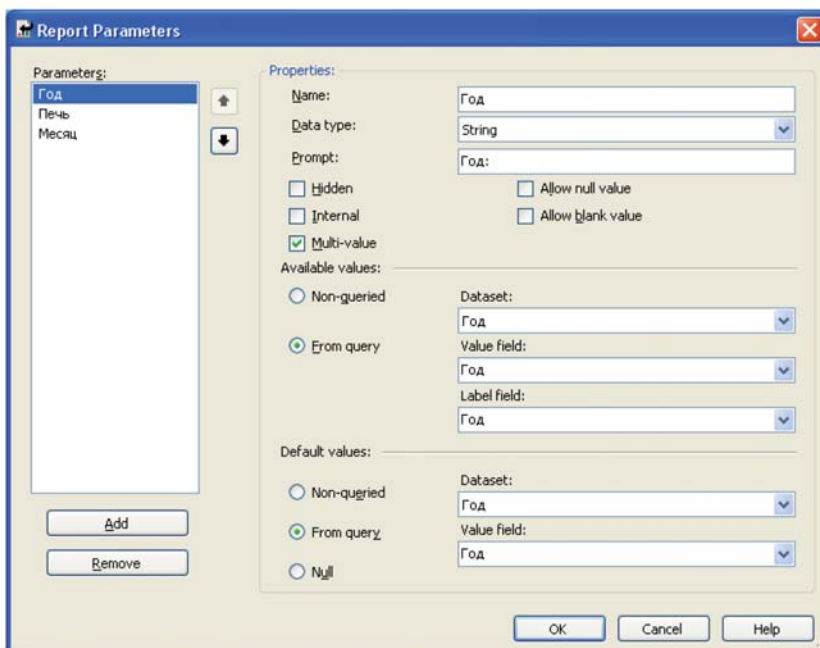 Report Parameters
Parameters:
Год
Печь
Месяц
Add
Remove
Properties:
Name:
Год
Data type:
String
Prompt:
Год:
Hidden
Allow null value
Internal
Allow blank value
Multi-value
Available values:
Non-queried
Dataset:
Год
From query
Value field:
Год
Label field:
Год
Default values:
Non-queried
Dataset:
Год
From query
Value field:
Год
Null
OK
Cancel
Help